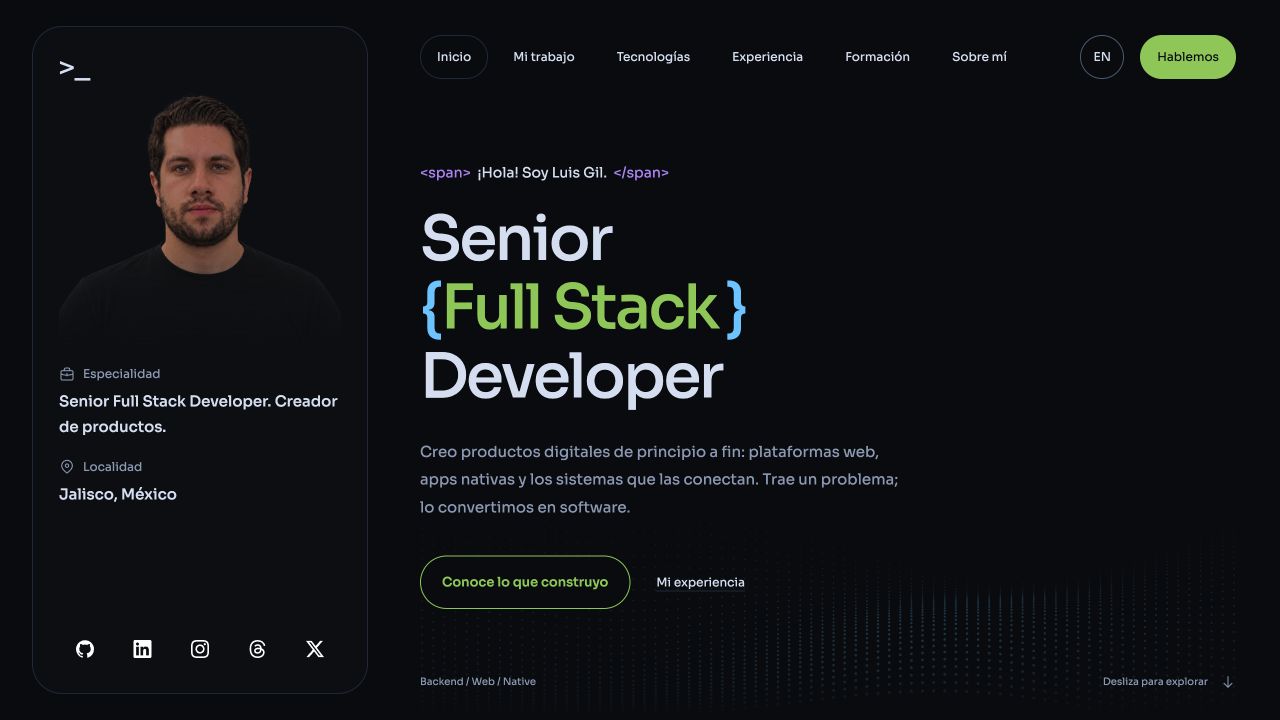 >_
Especialidad
Senior Full Stack Developer. Creador
de productos.
Localidad
Jalisco, México
Inicio
Mi trabajo
Tecnologías
Experiencia
Formación
Sobre mí
EN
Hablemos
<span> ¡Hola! Soy Luis Gil. </span>
Senior
{Full Stack}
Developer
Creo productos digitales de principio a fin: plataformas web,
apps nativas y los sistemas que las conectan. Trae un problema;
lo convertimos en software.
Conoce lo que construyo
Mi experiencia
Backend / Web / Native
Desliza para explorar ↓